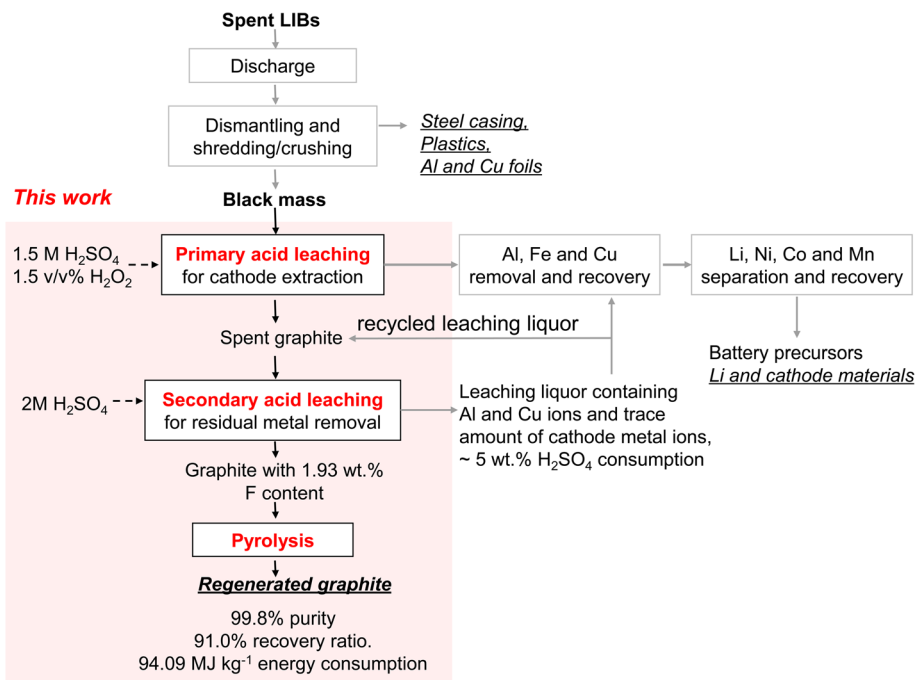 Spent LIBs
Discharge
Dismantling and
shredding/crushing
Steel casing,
Plastics,
Al and Cu foils
This work
Black mass
1.5 M H₂SO₄
1.5 v/v% H₂O₂
Primary acid leaching
for cathode extraction
Al, Fe and Cu
removal and recovery
Li, Ni, Co and Mn
separation and recovery
Spent graphite
recycled leaching liquor
Battery precursors
Li and cathode materials
2M H₂SO₄
Secondary acid leaching
for residual metal removal
Leaching liquor containing
Al and Cu ions and trace
amount of cathode metal ions,
~ 5 wt.% H₂SO₄ consumption
Graphite with 1.93 wt.%
F content
Pyrolysis
Regenerated graphite
99.8% purity
91.0% recovery ratio.
94.09 MJ kg⁻¹ energy consumption